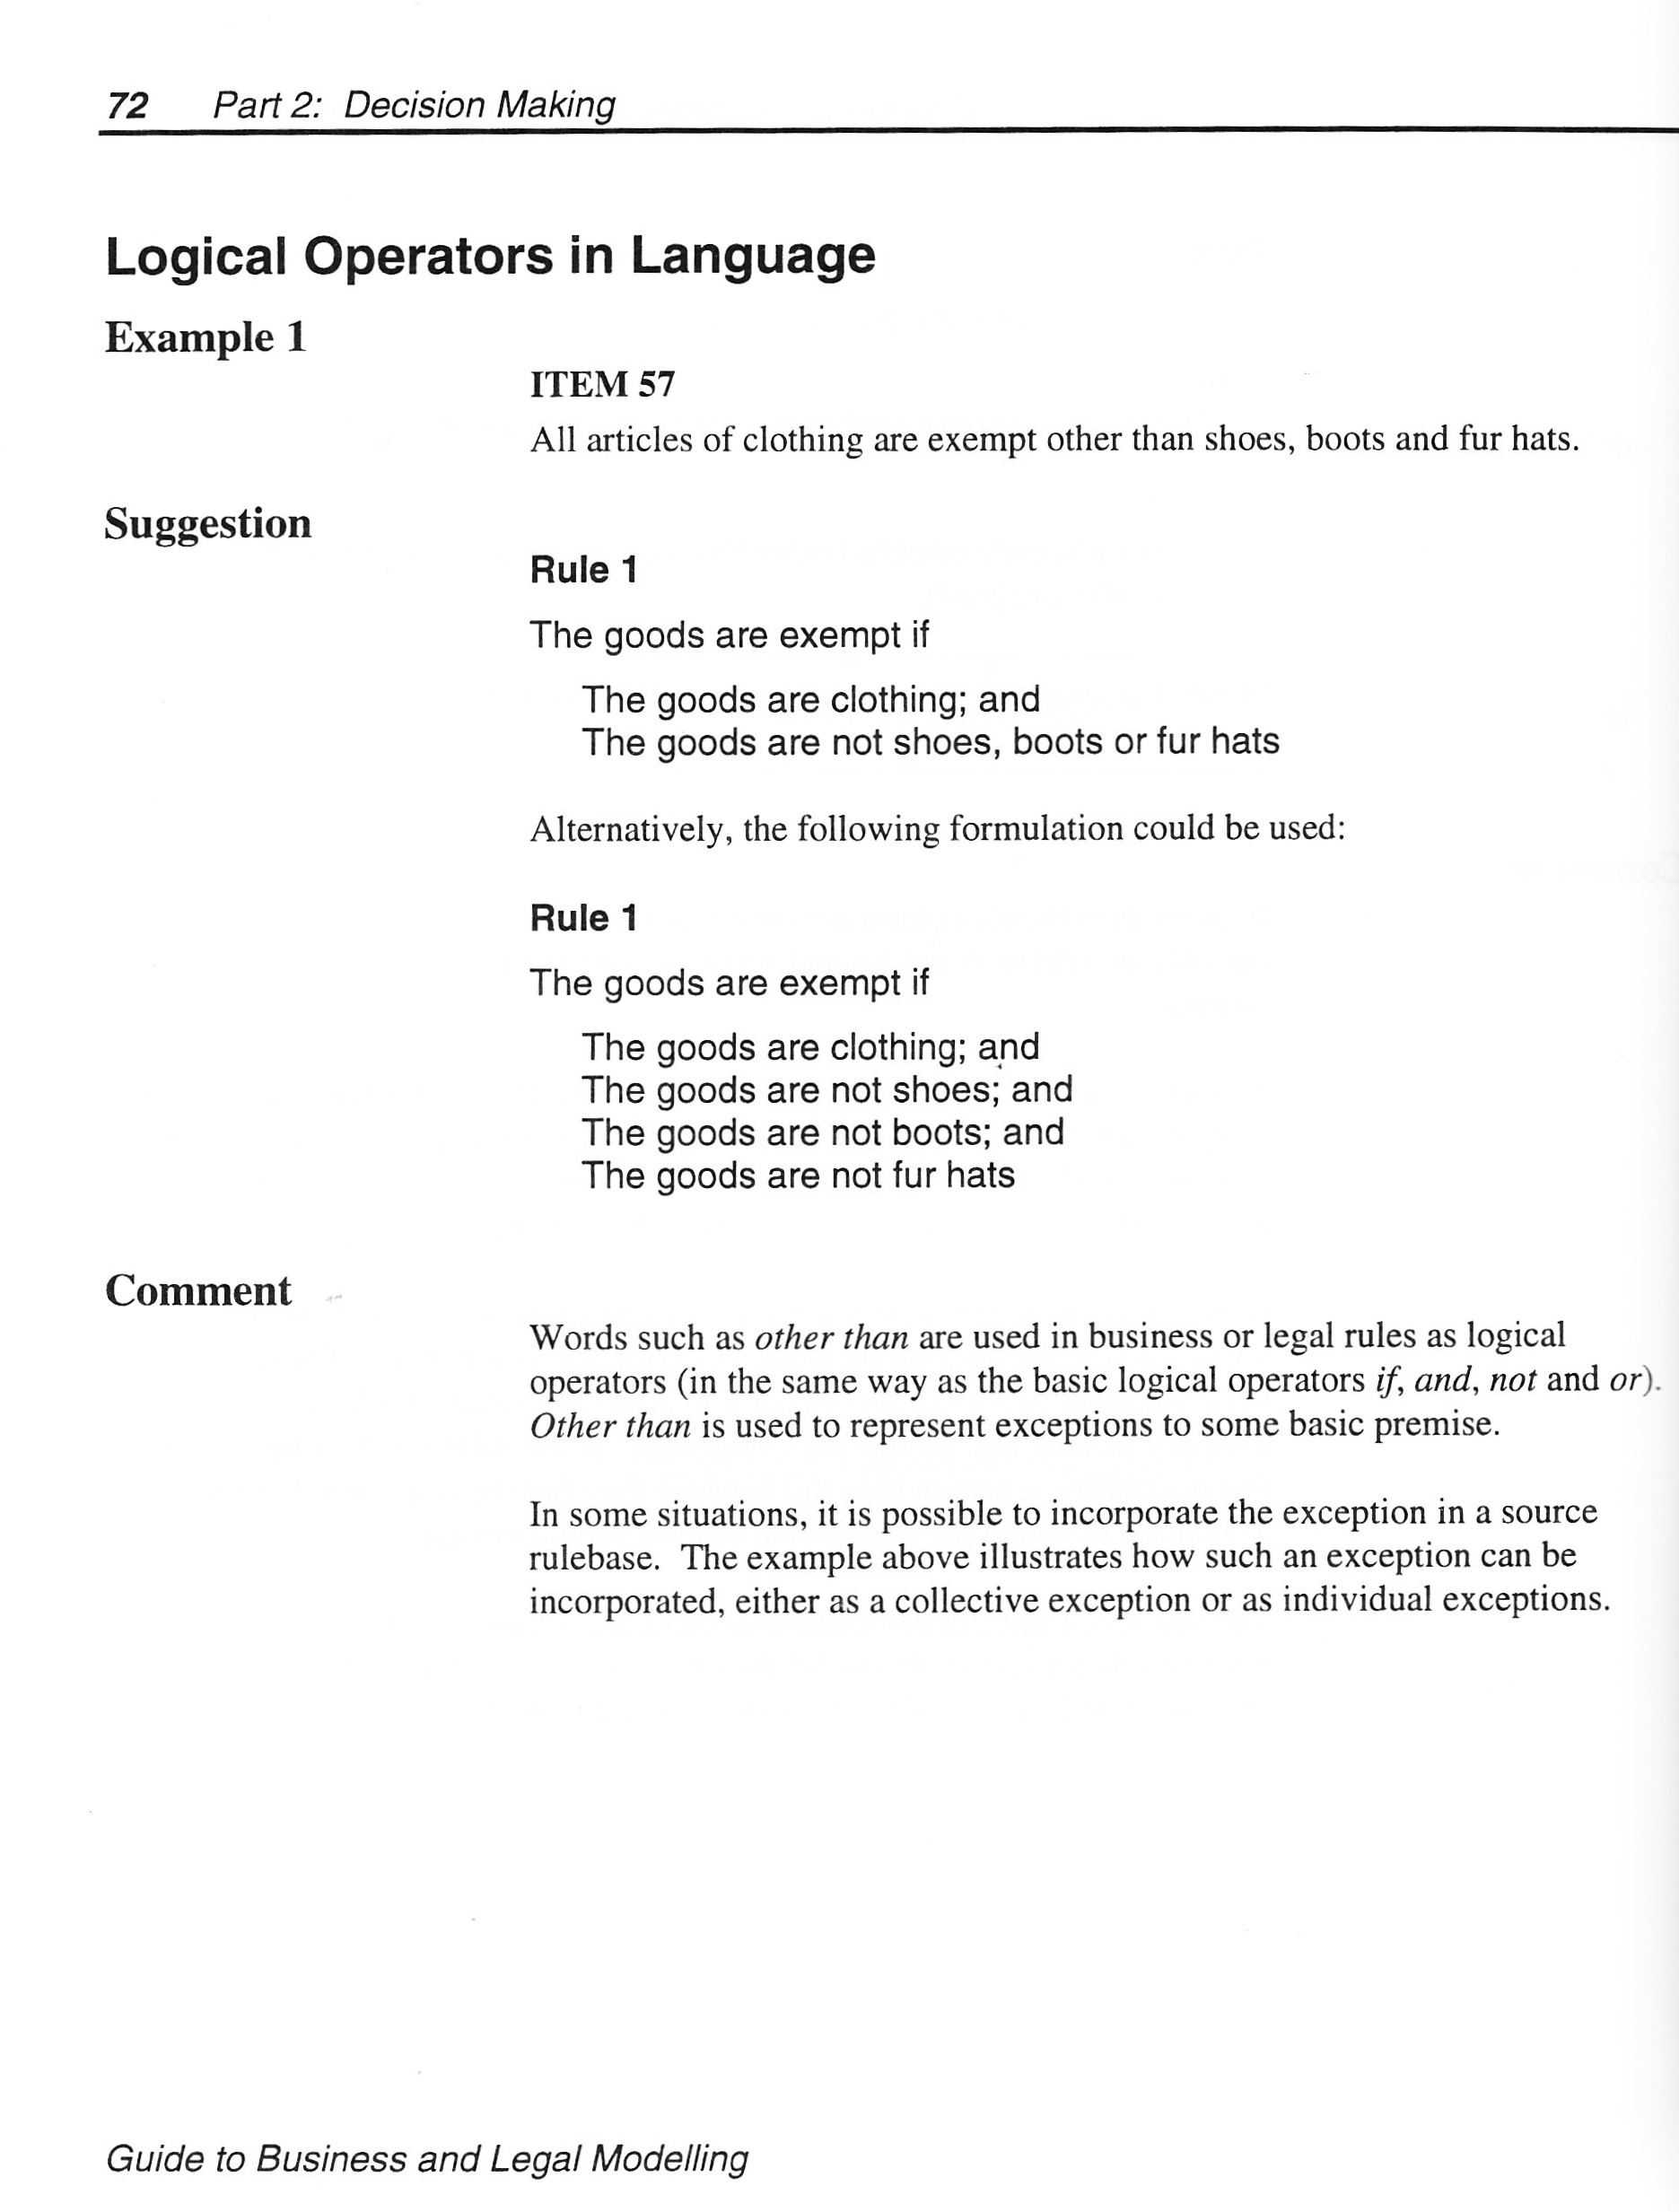 72 Part 2: Decision Making
Logical Operators in Language
Example 1
ITEM 57
All articles of clothing are exempt other than shoes, boots and fur hats.
Suggestion
Rule 1
The goods are exempt if
The goods are clothing; and
The goods are not shoes, boots or fur hats
Alternatively, the following formulation could be used:
Rule 1
The goods are exempt if
The goods are clothing; and
The goods are not shoes; and
The goods are not boots; and
The goods are not fur hats
Comment
Words such as other than are used in business or legal rules as logical
operators (in the same way as the basic logical operators if, and, not and or).
Other than is used to represent exceptions to some basic premise.
In some situations, it is possible to incorporate the exception in a source
rulebase. The example above illustrates how such an exception can be
incorporated, either as a collective exception or as individual exceptions.
Guide to Business and Legal Modelling